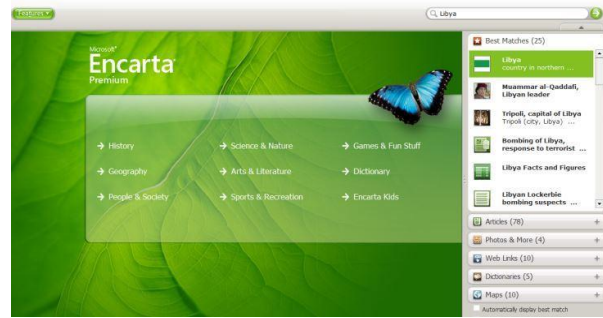 Features
Libya
Microsoft®
Encarta
Premium
→ History
→ Science & Nature
→ Games & Fun Stuff
→ Geography
→ Arts & Literature
→ Dictionary
→ People & Society
→ Sports & Recreation
→ Encarta Kids
Best Matches (25)
Libya
country in northern ...
Muammar al-Qaddafi,
Libyan leader
Tripoli, capital of Libya
Tripoli (city, Libya) ...
Bombing of Libya,
response to terrorist ...
Libya Facts and Figures
Libyan Lockerbie
bombing suspects ...
Articles (78)
Photos & More (4)
Web Links (10)
Dictionaries (5)
Maps (10)
Automatically display best match